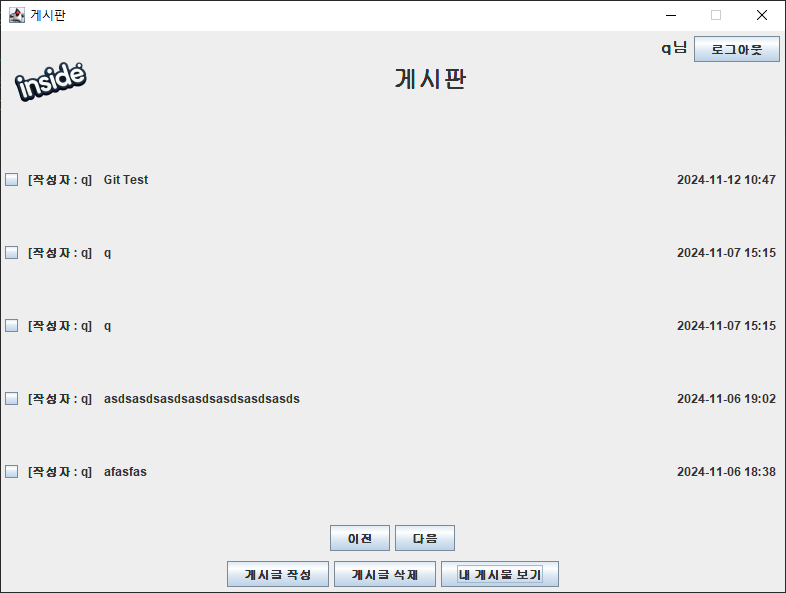 게시판
q님 로그아웃
inside
게시판
[작성자 : q] Git Test 2024-11-12 10:47
[작성자 : q] q 2024-11-07 15:15
[작성자 : q] q 2024-11-07 15:15
[작성자 : q] asdsasdsasdsasdsasdsasdsasds 2024-11-06 19:02
[작성자 : q] afasfas 2024-11-06 18:38
이전 다음
게시글 작성 게시글 삭제 내 게시물 보기